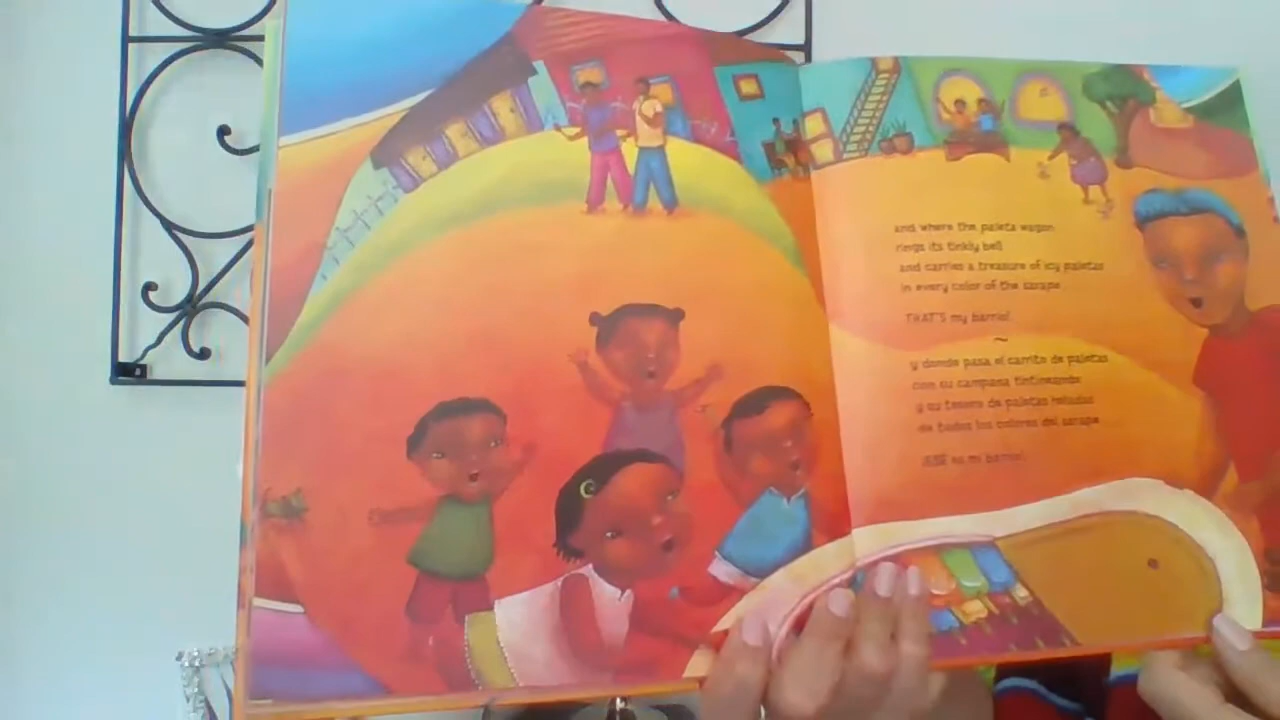 and where the paleta wagon
rings its tinkly bell
and carries a treasure of icy paletas
in every color of the sarape
THAT'S my barrio!
~
y donde pasa el carrito de paletas
con su campana tintineando
y su tesoro de paletas heladas
de todos los colores del sarape
¡ESE es mi barrio!